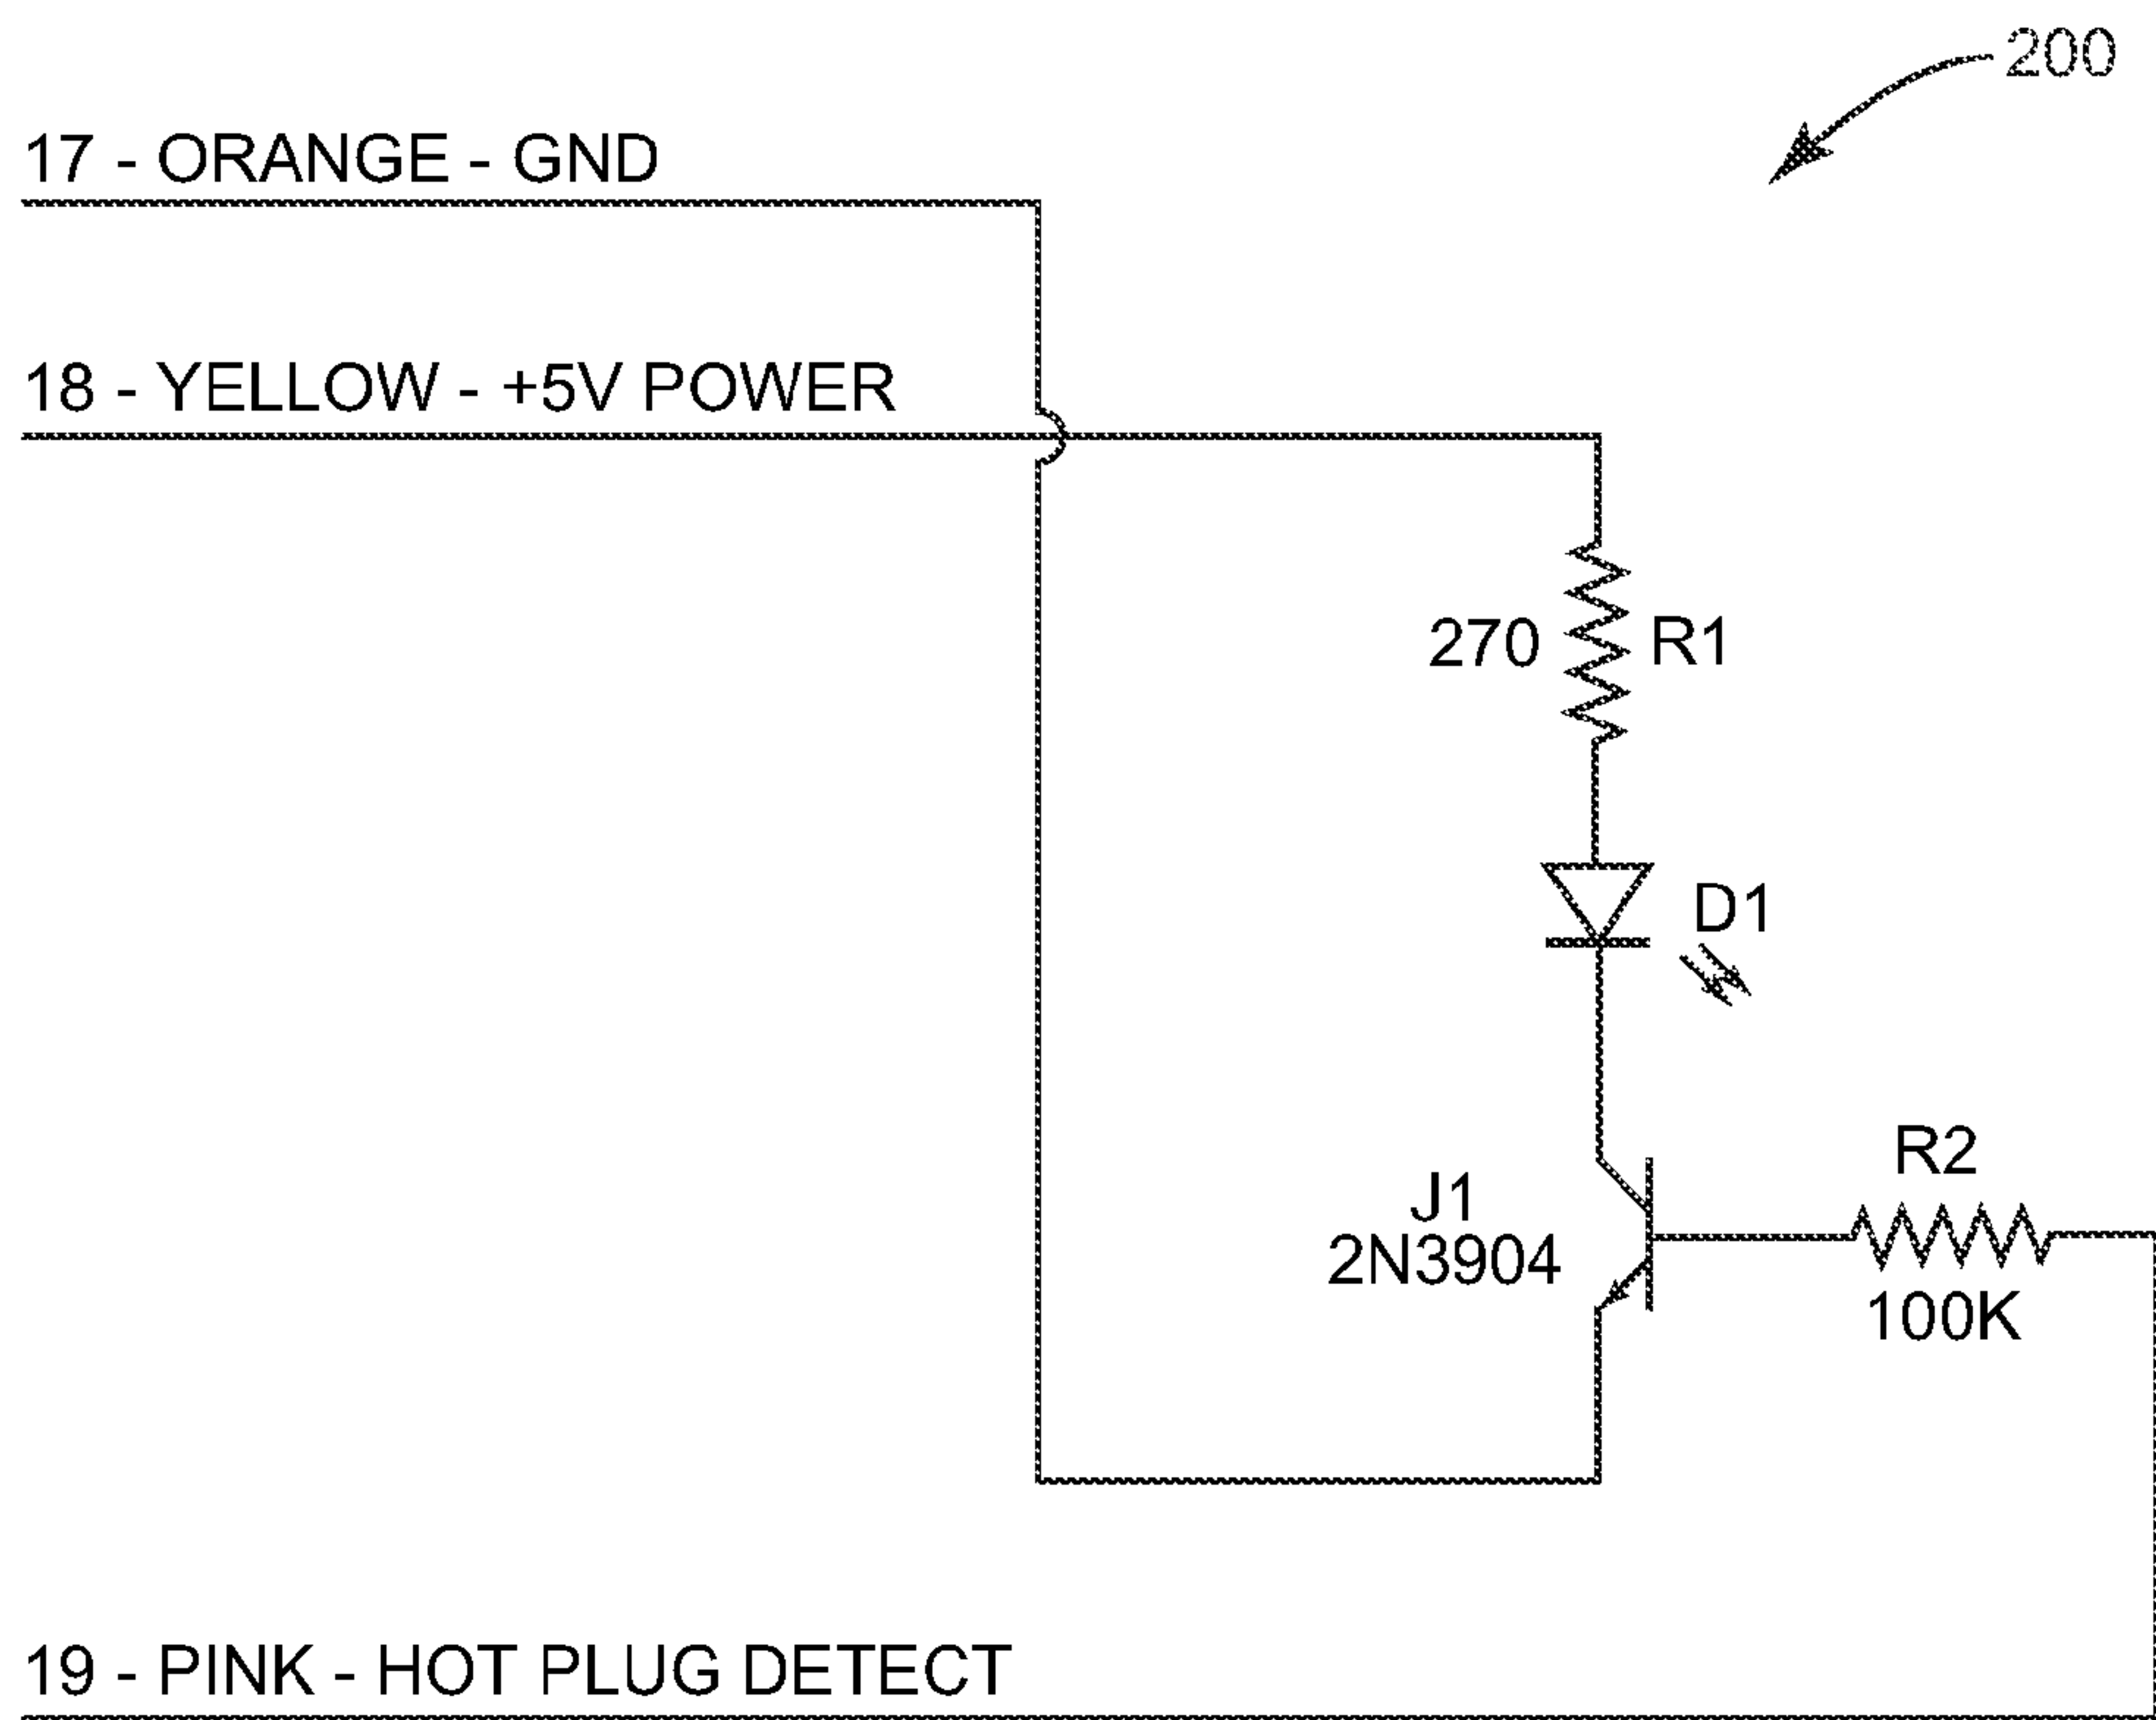 200
17 - ORANGE - GND
18 - YELLOW - +5V POWER
270
R1
D1
R2
J1
2N3904
100K
19 - PINK - HOT PLUG DETECT